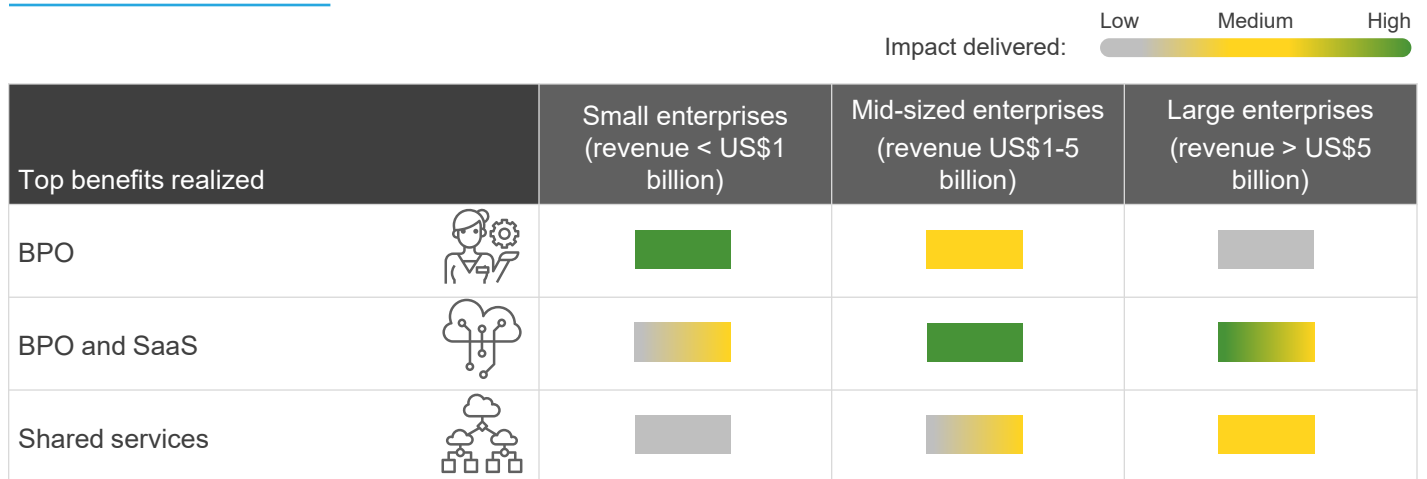 Low Medium High
Impact delivered:
Small enterprises
(revenue < US$1
billion)
Mid-sized enterprises
(revenue US$1-5
billion)
Large enterprises
(revenue > US$5
billion)
Top benefits realized
BPO
BPO and SaaS
Shared services